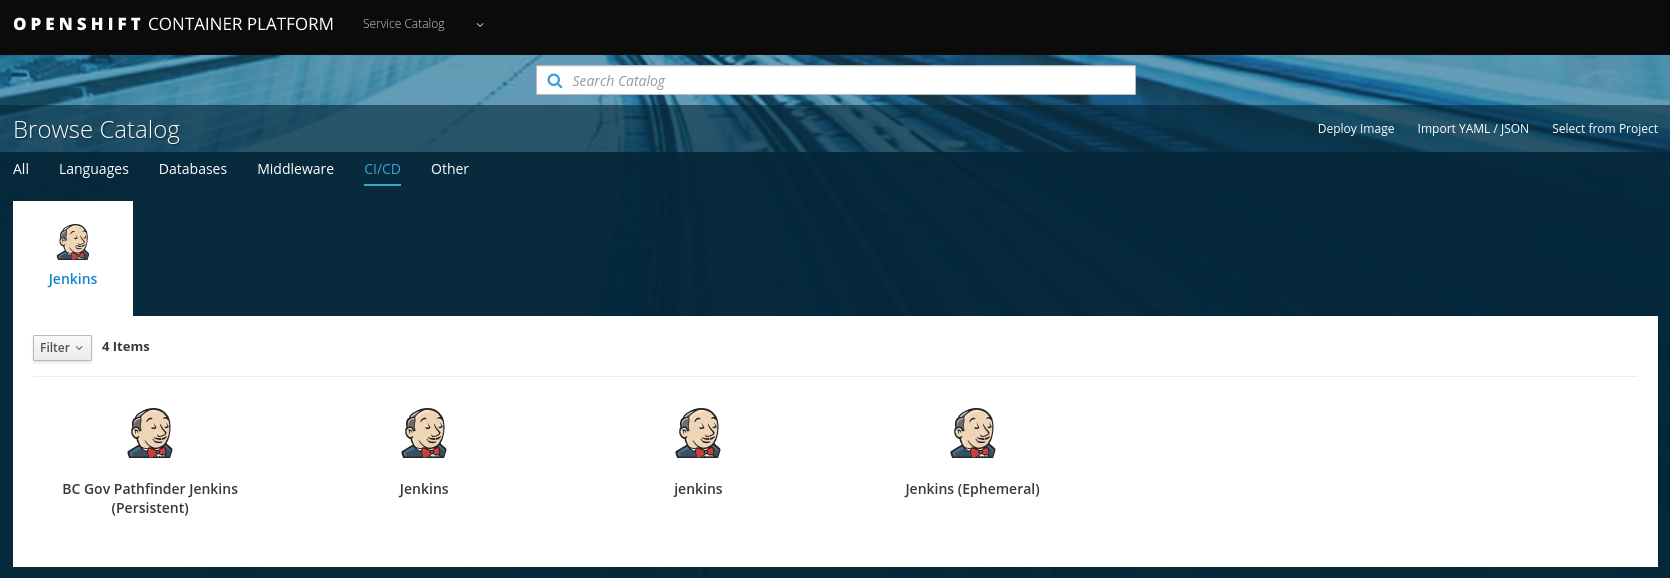 OPENSHIFT CONTAINER PLATFORM Service Catalog
Search Catalog
Browse Catalog Deploy Image Import YAML / JSON Select from Project
All Languages Databases Middleware CI/CD Other
Jenkins
Filter 4 Items
BC Gov Pathfinder Jenkins
(Persistent)
Jenkins
jenkins
Jenkins (Ephemeral)